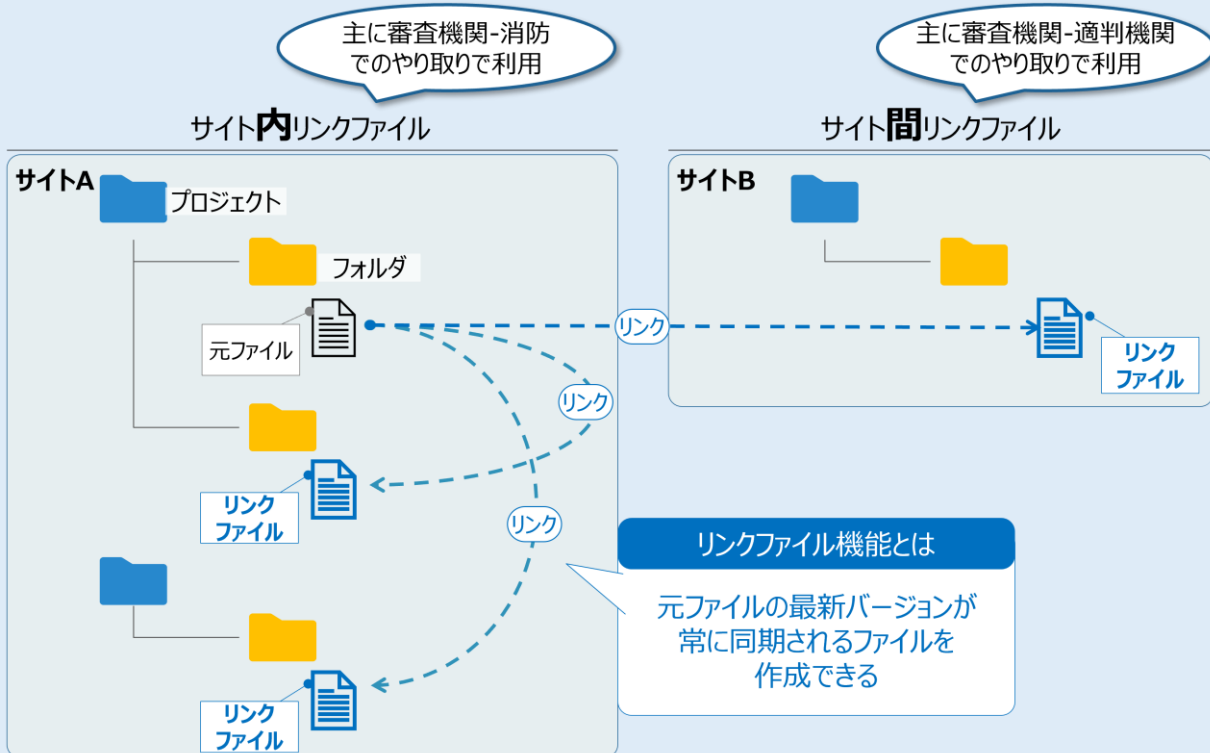 主に審査機関-消防
でのやり取りで利用
主に審査機関-適判機関
でのやり取りで利用
サイト内リンクファイル
サイト間リンクファイル
サイトA
プロジェクト
フォルダ
元ファイル
サイトB
リンク
リンク
ファイル
リンク
リンク
ファイル
リンク
リンクファイル機能とは
元ファイルの最新バージョンが
常に同期されるファイルを
作成できる
リンク
ファイル